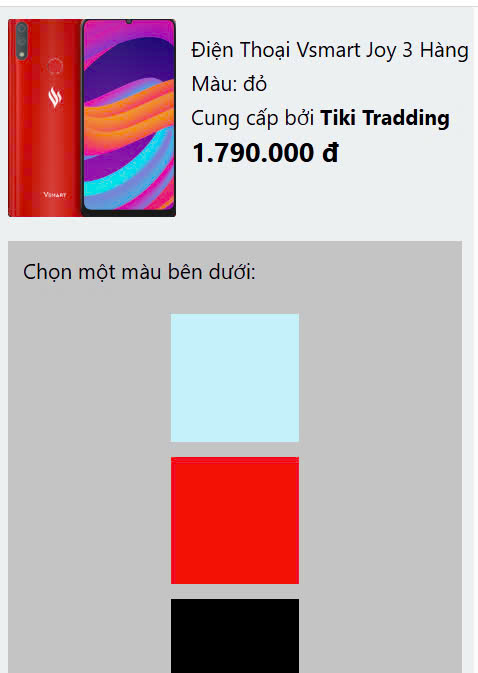 Điện Thoại Vsmart Joy 3 Hàng
Màu: đỏ
Cung cấp bởi Tiki Tradding
1.790.000 đ
VSMART
Chọn một màu bên dưới: